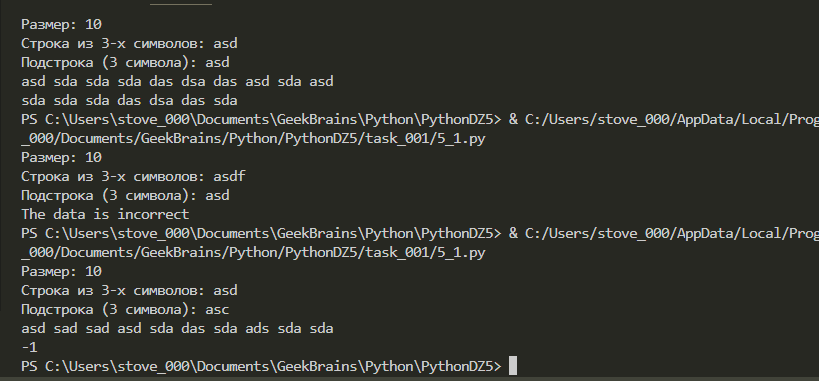 Размер: 10
Строка из 3-х символов: asd
Подстрока (3 символа): asd
asd sda sda sda das dsa das asd sda asd
sda sda sda das dsa das sda
PS C:\Users\stove_000\Documents\GeekBrains\Python\PythonDZ5> & C:/Users/stove_000/AppData/Local/Prog
_000/Documents/GeekBrains/Python/PythonDZ5/task_001/5_1.py
Размер: 10
Строка из 3-х символов: asdf
Подстрока (3 символа): asd
The data is incorrect
PS C:\Users\stove_000\Documents\GeekBrains\Python\PythonDZ5> & C:/Users/stove_000/AppData/Local/Prog
_000/Documents/GeekBrains/Python/PythonDZ5/task_001/5_1.py
Размер: 10
Строка из 3-х символов: asd
Подстрока (3 символа): asc
asd sad sad asd sda das sda ads sda sda
-1
PS C:\Users\stove_000\Documents\GeekBrains\Python\PythonDZ5>